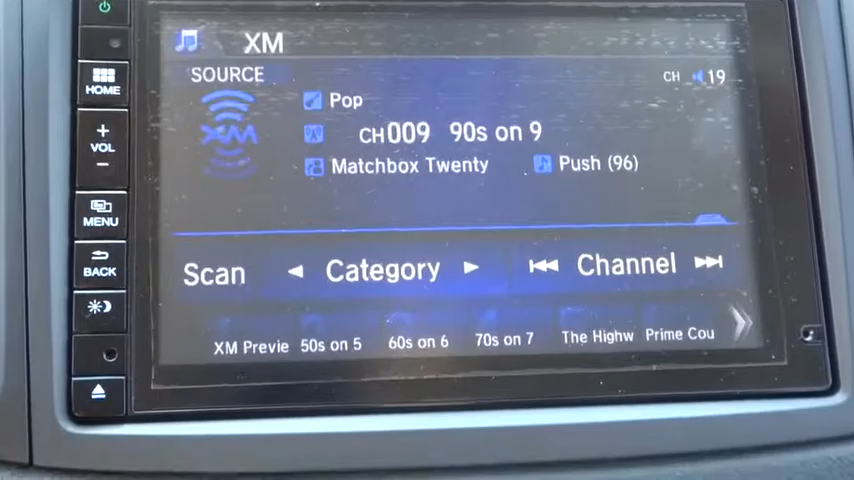 XM
SOURCE
CH 19
XM
Pop
CH009 90s on 9
Matchbox Twenty Push (96)
Scan Category Channel
XM Previe 50s on 5 60s on 6 70s on 7 The Highw Prime Cou
HOME
+
VOL
−
MENU
BACK